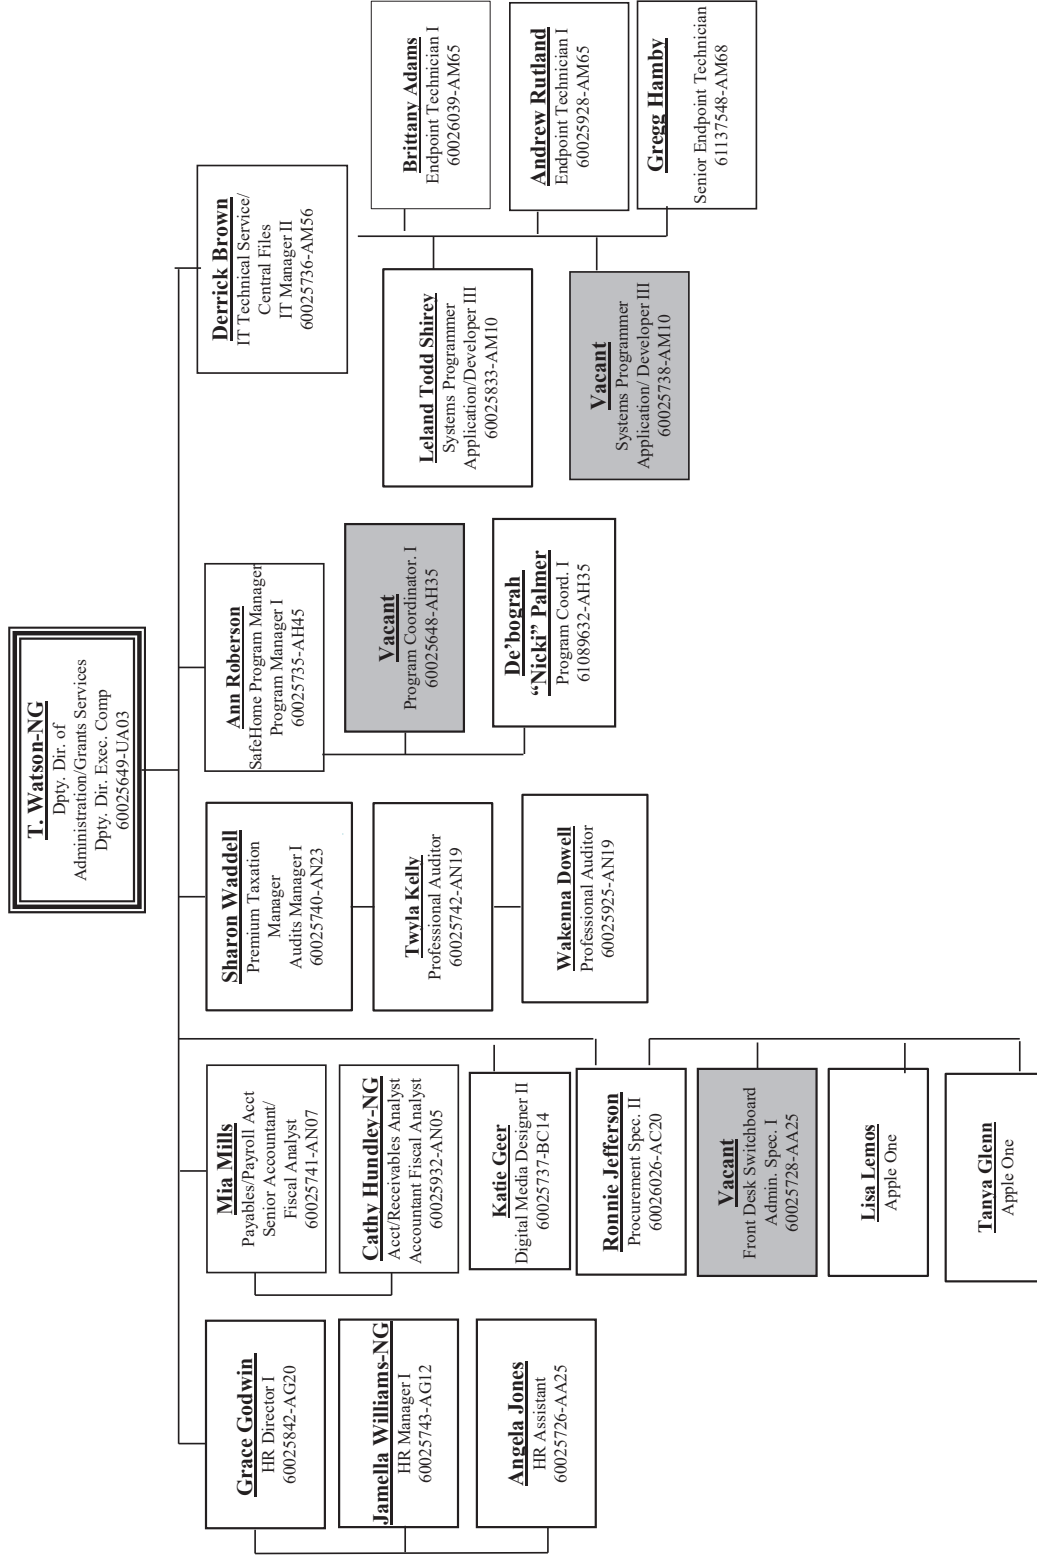 T. Watson-NG
Dpty. Dir. of
Administration/Grants Services
Dpty. Dir. Exec. Comp
60025649-UA03
Grace Godwin
HR Director I
60025842-AG20
Jamella Williams-NG
HR Manager I
60025743-AG12
Angela Jones
HR Assistant
60025726-AA25
Mia Mills
Payables/Payroll Acct
Senior Accountant/
Fiscal Analyst
60025741-AN07
Cathy Hundley-NG
Acct/Receivables Analyst
Accountant Fiscal Analyst
60025932-AN05
Katie Geer
Digital Media Designer II
60025737-BC14
Ronnie Jefferson
Procurement Spec. II
60026026-AC20
Vacant
Front Desk Switchboard
Admin. Spec. I
60025728-AA25
Lisa Lemos
Apple One
Tanya Glenn
Apple One
Sharon Waddell
Premium Taxation
Manager
Audits Manager I
60025740-AN23
Twyla Kelly
Professional Auditor
60025742-AN19
Wakenna Dowell
Professional Auditor
60025925-AN19
Ann Roberson
SafeHome Program Manager
Program Manager I
60025735-AH45
Vacant
Program Coordinator. I
60025648-AH35
De’bograh
“Nicki” Palmer
Program Coord. I
61089632-AH35
Derrick Brown
IT Technical Service/
Central Files
IT Manager II
60025736-AM56
Leland Todd Shirey
Systems Programmer
Application/Developer III
60025833-AM10
Vacant
Systems Programmer
Application/ Developer III
60025738-AM10
Brittany Adams
Endpoint Technician I
60026039-AM65
Andrew Rutland
Endpoint Technician I
60025928-AM65
Gregg Hamby
Senior Endpoint Technician
61137548-AM68